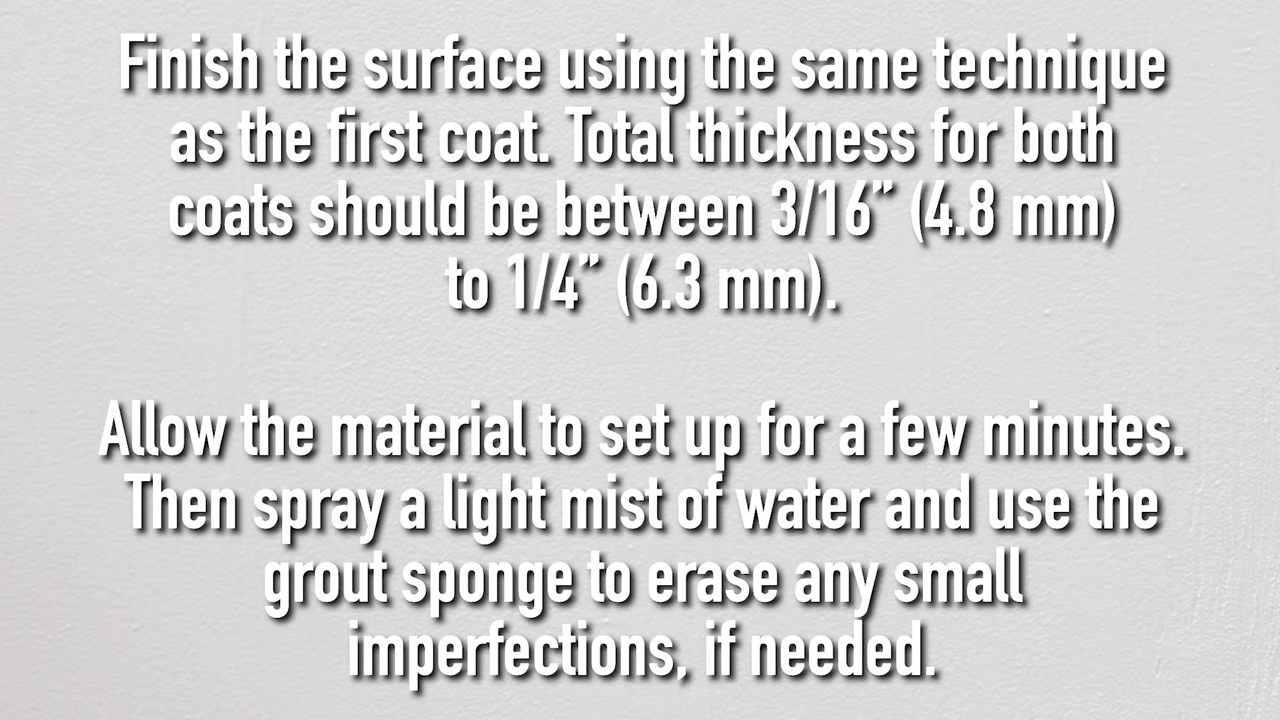 Finish the surface using the same technique
as the first coat. Total thickness for both
coats should be between 3/16” (4.8 mm)
to 1/4” (6.3 mm).
Allow the material to set up for a few minutes.
Then spray a light mist of water and use the
grout sponge to erase any small
imperfections, if needed.